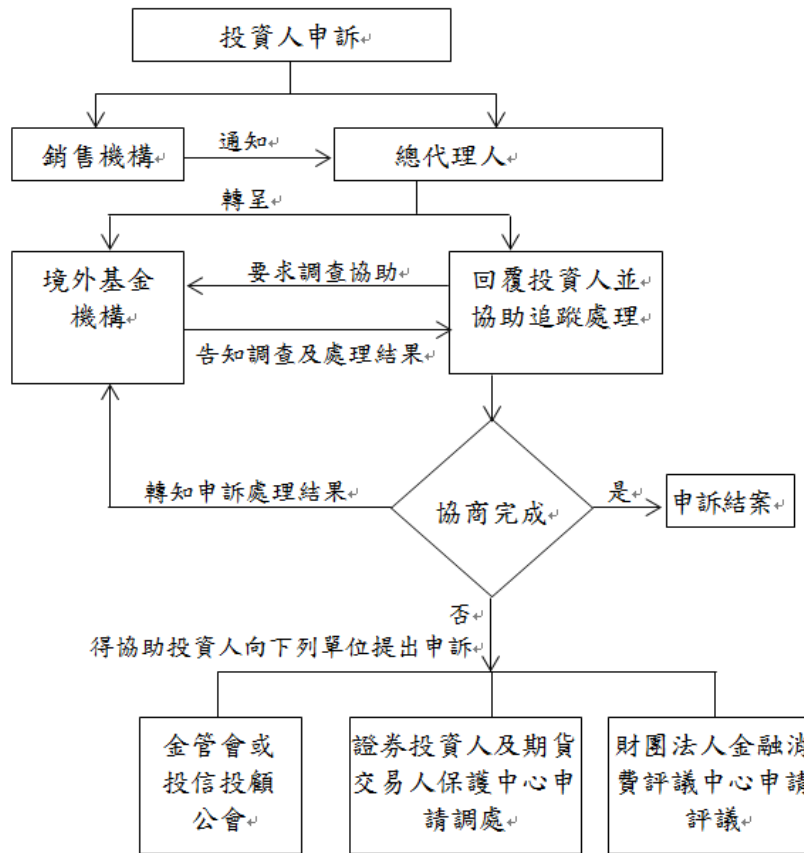 投資人申訴
銷售機構
通知
總代理人
轉呈
境外基金
機構
要求調查協助
告知調查及處理結果
回覆投資人並
協助追蹤處理
轉知申訴處理結果
協商完成
是
申訴結案
否
得協助投資人向下列單位提出申訴
金管會或
投信投顧
公會
證券投資人及期貨
交易人保護中心申
請調處
財團法人金融消
費評議中心申請
評議